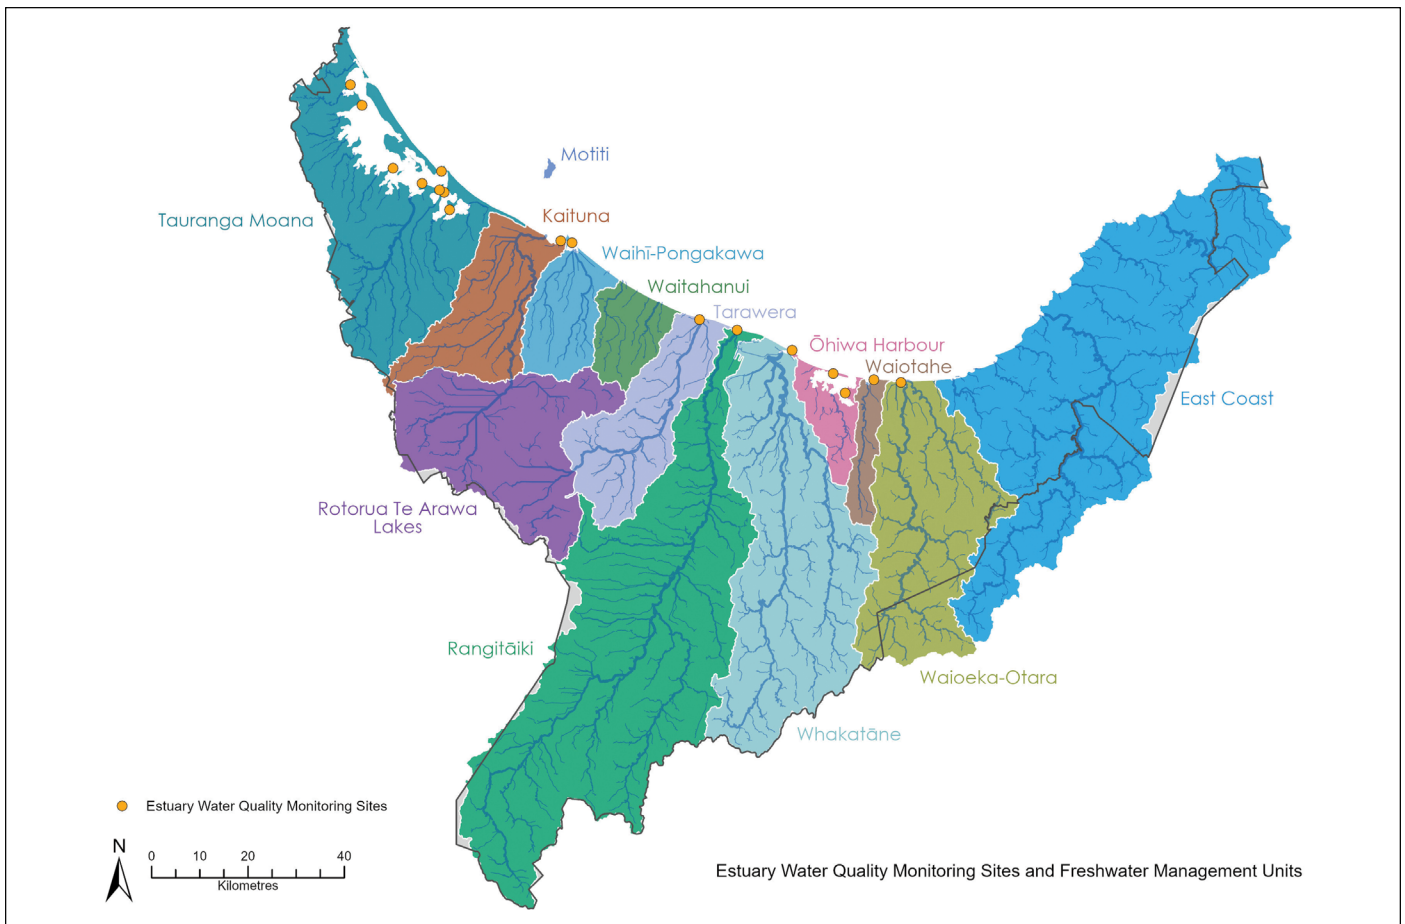 Motiti
Kaituna
Tauranga Moana
Waihī-Pongakawa
Waitahanui
Tarawera
Ōhiwa Harbour
Waiotahe
East Coast
Rotorua Te Arawa
Lakes
Rangitāiki
Waioeka-Otara
Whakatāne
Estuary Water Quality Monitoring Sites
N
0 10 20 40
Kilometres
Estuary Water Quality Monitoring Sites and Freshwater Management Units